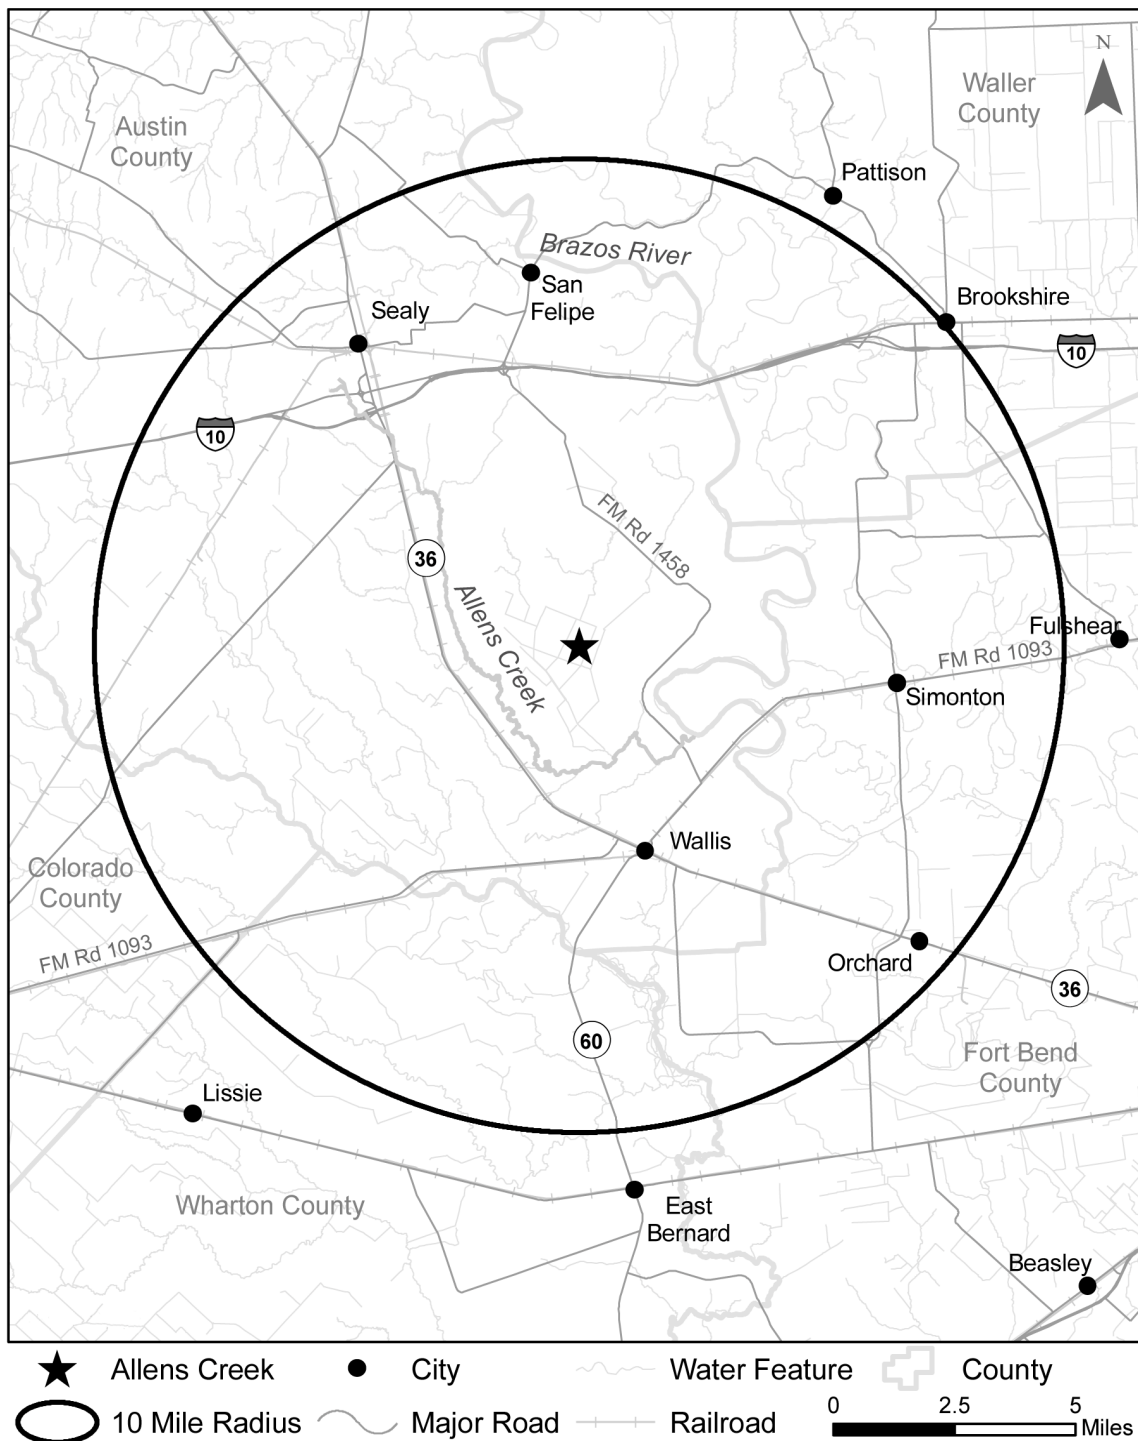 N
Waller
County
Austin
County
Pattison
Brazos River
San
Felipe
Brookshire
Sealy
10
10
FM Rd 1458
36
Allens Creek
Fulshear
FM Rd 1093
Simonton
Wallis
Colorado
County
FM Rd 1093
Orchard
36
60
Fort Bend
County
Lissie
Wharton County
East
Bernard
Beasley
Allens Creek
City
Water Feature
County
10 Mile Radius
Major Road
Railroad
0 2.5 5
Miles